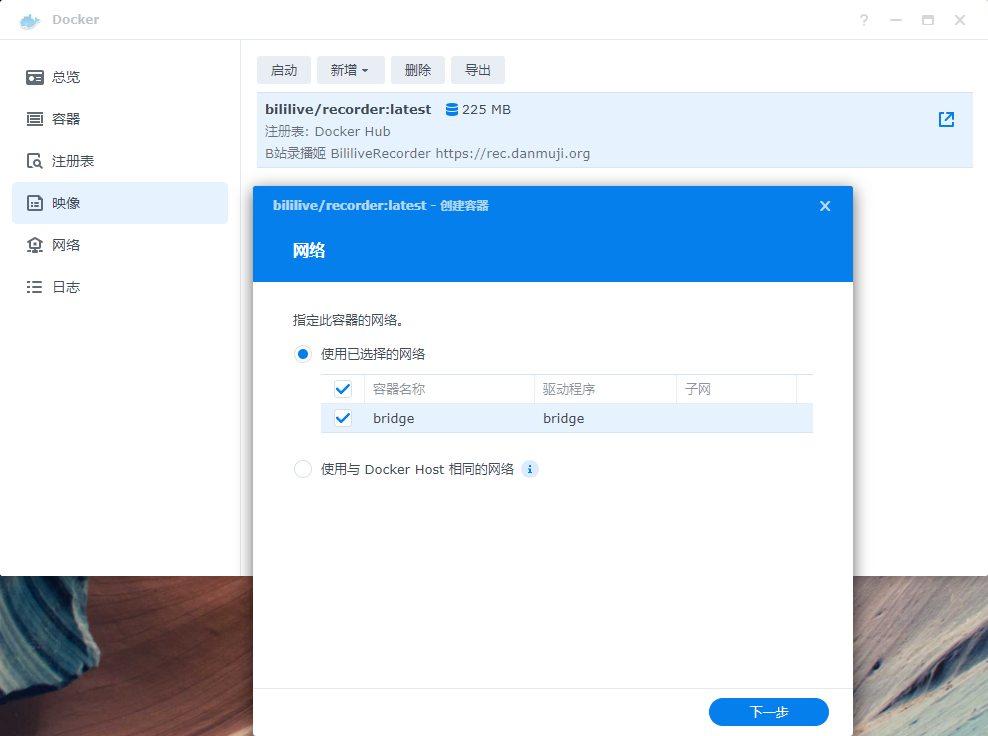 Docker
总览
容器
注册表
映像
网络
日志
启动 新增 删除 导出
bililive/recorder:latest 225 MB
注册表: Docker Hub
B站录播姬 BililiveRecorder https://rec.danmuji.org
bililive/recorder:latest - 创建容器
网络
指定此容器的网络。
使用已选择的网络
容器名称 驱动程序 子网
bridge bridge
使用与 Docker Host 相同的网络
下一步